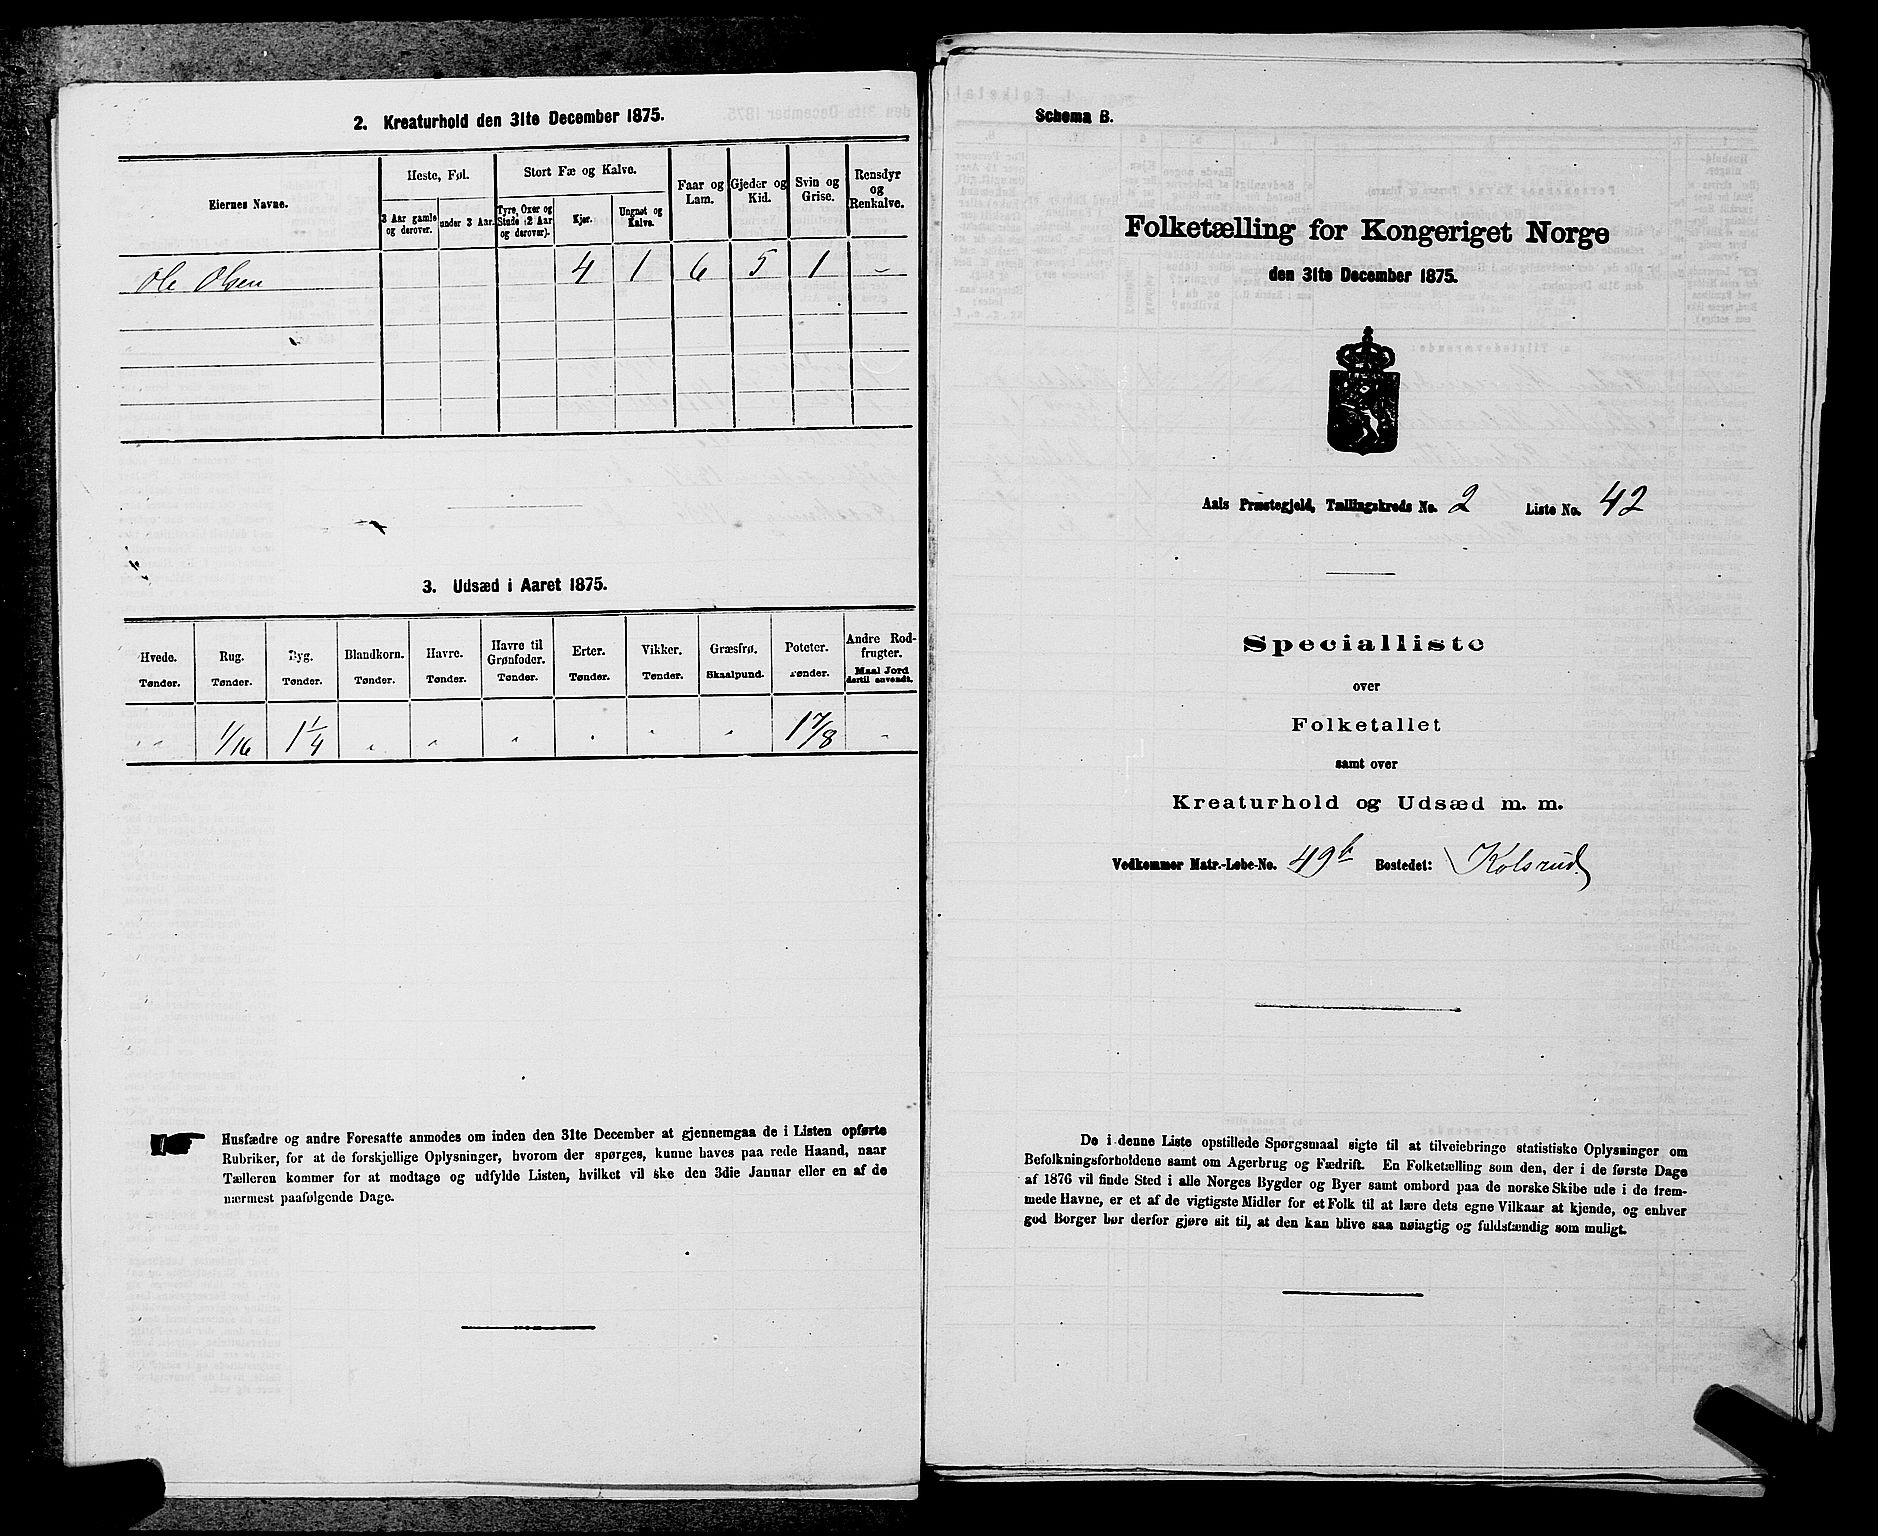 2. Kreaturhold den 31te December 1875.
Eiernes Navne.
Heste, Føl.
3 Aar gamle og derover.
under 3 Aar.
Stort Fæ og Kalve.
Tyre, Oxer og Stude (2 Aar og derover).
Kjør.
Ungnøt og Kalve.
Faar og Lam.
Gjeder og Kid.
Svin og Grise.
Rensdyr og Renkalve.
Ole Olsen 4 1 6 5 1 -
3. Udsæd i Aaret 1875.
Hvede. Rug. Byg. Blandkorn. Havre. Havre til Grønfoder. Erter. Vikker. Græsfrø. Poteter. Andre Rodfrugter.
Tønder. Tønder. Tønder. Tønder. Tønder. Tønder. Tønder. Tønder. Skaalpund. Tønder. Maal Jord dertil anvendt.
" 1/16 1 1/4 " " " " " " 1 7/8 "
Husfædre og andre Foresatte anmodes om inden den 31te December at gjennemgaa de i Listen opførte
Rubriker, for at de forskjellige Oplysninger, hvorom der spørges, kunne haves paa rede Haand, naar
Tælleren kommer for at modtage og udfylde Listen, hvilket vil ske den 3die Januar eller en af de
nærmest paafølgende Dage.
Schema B.
Folketælling for Kongeriget Norge
den 31te December 1875.
Aals Præstegjeld, Tællingskreds No. 2 Liste No. 42
Specialliste
over
Folketallet
samt over
Kreaturhold og Udsæd m. m.
Vedkommer Matr.-Løbe-No. 49b Bostedet: Kolsrud.
De i denne Liste opstillede Spørgsmaal sigte til at tilveiebringe statistiske Oplysninger om
Befolkningsforholdene samt om Agerbrug og Fædrift. En Folketælling som den, der i de første Dage
af 1876 vil finde Sted i alle Norges Bygder og Byer samt ombord paa de norske Skibe ude i de frem-
mede Havne, er et af de vigtigste Midler for et Folk til at lære dets egne Vilkaar at kjende, og enhver
god Borger bør derfor gjøre sit til, at den kan blive saa nøiagtig og fuldstændig som muligt.